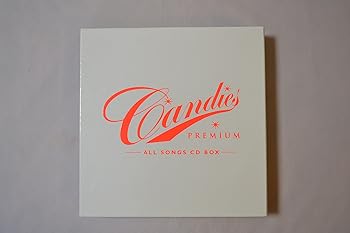 Candies
PREMIUM
ALL SONGS CD BOX